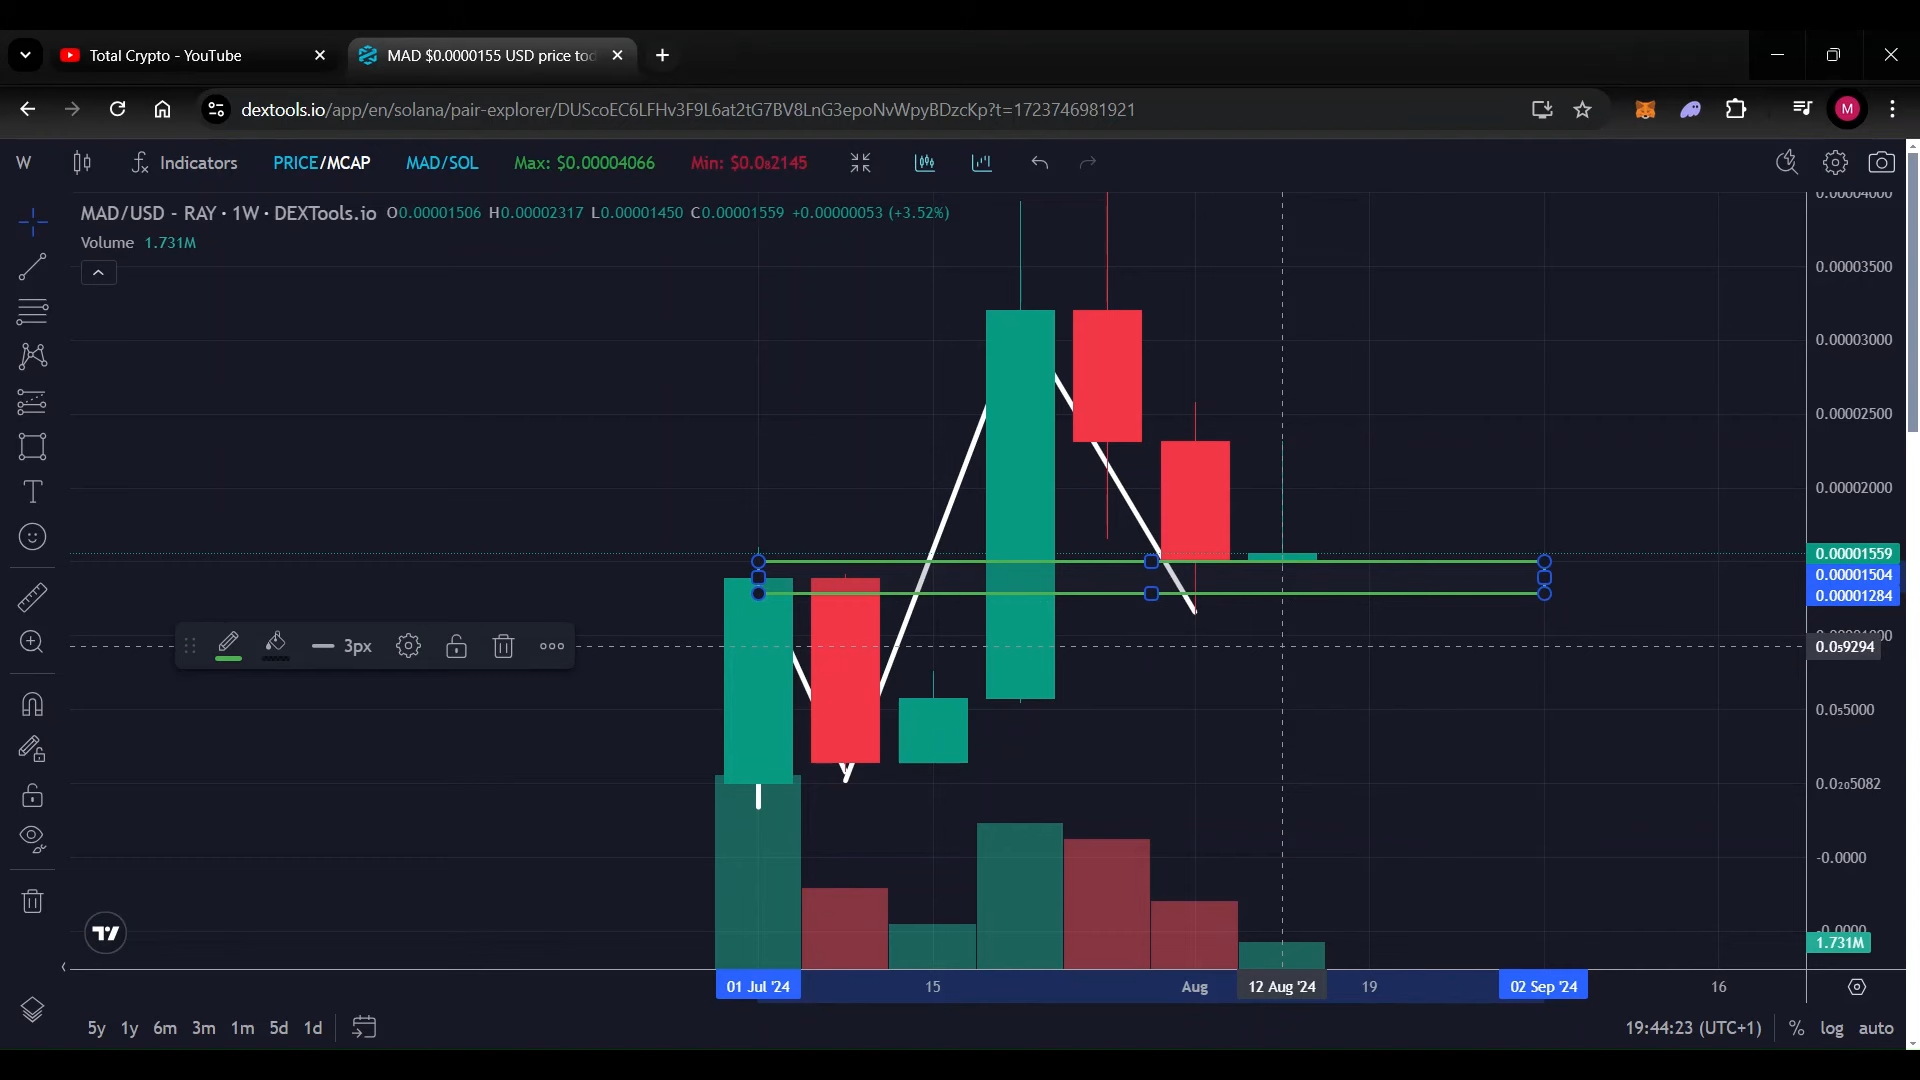 Total Crypto - YouTube
MAD $0.0000155 USD price tod
dextools.io/app/en/solana/pair-explorer/DUScoEC6LFHv3F9L6at2tG7BV8LnG3epoNvWpyBDzcKp?t=1723746981921
M
W Indicators PRICE/MCAP MAD/SOL Max: $0.00004066 Min: $0.0₈2145
MAD/USD - RAY · 1W · DEXTools.io O0.00001506 H0.00002317 L0.00001450 C0.00001559 +0.00000053 (+3.52%)
Volume 1.731M
0.00004000
0.00003500
0.00003000
0.00002500
0.00002000
0.00001559
0.00001504
0.00001284
3px
0.0₅9294
0.0₅5000
0.0₂₀5082
-0.0000
-0.0000
1.731M
01 Jul '24 15 Aug 12 Aug '24 19 02 Sep '24 16
5y 1y 6m 3m 1m 5d 1d 19:44:23 (UTC+1) % log auto